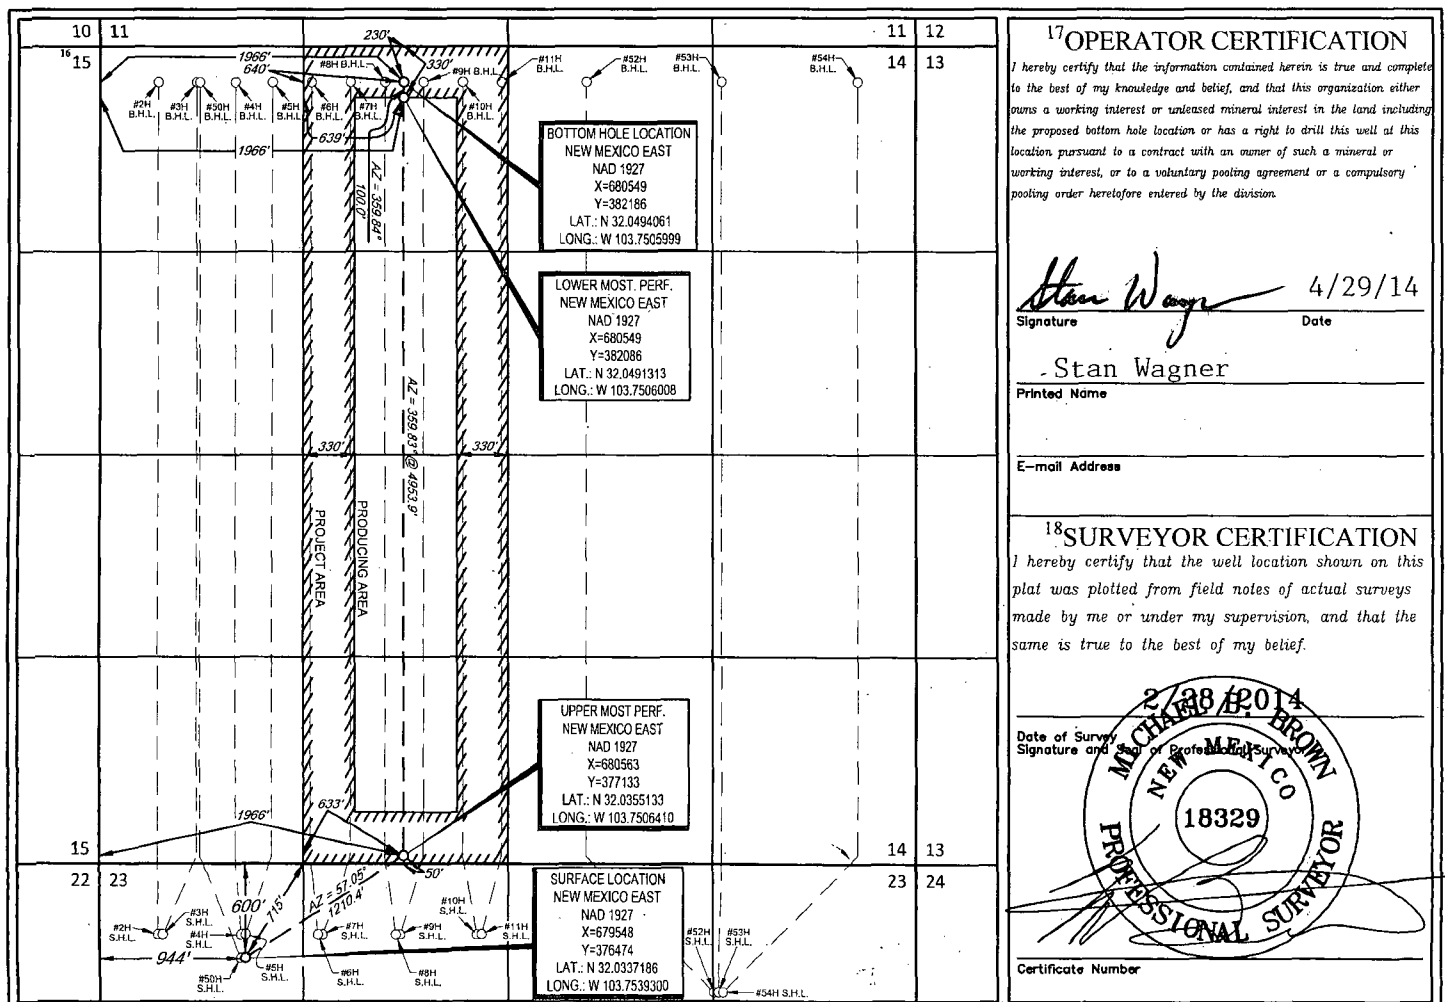 10 11
11 12
16
15
14 13
230'
1966'
640'
#8H B.H.L.
330'
#9H B.H.L.
#11H
B.H.L.
#52H
B.H.L.
#53H
B.H.L.
#54H
B.H.L.
#2H
B.H.L.
#3H
B.H.L.
#50H
B.H.L.
#4H
B.H.L.
#5H
B.H.L.
#6H
B.H.L.
#7H
B.H.L.
#10H
B.H.L.
639'
1966'
AZ = 359.84°
100.0'
BOTTOM HOLE LOCATION
NEW MEXICO EAST
NAD 1927
X=680549
Y=382186
LAT.: N 32.0494061
LONG.: W 103.7505999
LOWER MOST. PERF.
NEW MEXICO EAST
NAD 1927
X=680549
Y=382086
LAT.: N 32.0491313
LONG.: W 103.7506008
AZ = 359.83° @ 4953.9'
330'
330'
PROJECT AREA
PRODUCING AREA
UPPER MOST PERF.
NEW MEXICO EAST
NAD 1927
X=680563
Y=377133
LAT.: N 32.0355133
LONG.: W 103.7506410
1966'
633'
15
14 13
22 23
23 24
50'
600'
715'
AZ = 57.05°
1210.4'
SURFACE LOCATION
NEW MEXICO EAST
NAD 1927
X=679548
Y=376474
LAT.: N 32.0337186
LONG.: W 103.7539300
#2H
S.H.L.
#3H
S.H.L.
#4H
S.H.L.
#7H
S.H.L.
#9H
S.H.L.
#10H
S.H.L.
#11H
S.H.L.
#52H
S.H.L.
#53H
S.H.L.
944'
#50H
S.H.L.
#5H
S.H.L.
#6H
S.H.L.
#8H
S.H.L.
#54H S.H.L.
17 OPERATOR CERTIFICATION
I hereby certify that the information contained herein is true and complete
to the best of my knowledge and belief, and that this organization either
owns a working interest or unleased mineral interest in the land including
the proposed bottom hole location or has a right to drill this well at this
location pursuant to a contract with an owner of such a mineral or
working interest, or to a voluntary pooling agreement or a compulsory
pooling order heretofore entered by the division.
Stan Wagner 4/29/14
Signature Date
Stan Wagner
Printed Name
E-mail Address
18 SURVEYOR CERTIFICATION
I hereby certify that the well location shown on this
plat was plotted from field notes of actual surveys
made by me or under my supervision, and that the
same is true to the best of my belief.
2/28/2014
Date of Survey
Signature and Seal of Professional Surveyor
MICHAEL B. BROWN
NEW MEXICO
18329
PROFESSIONAL SURVEYOR
Certificate Number